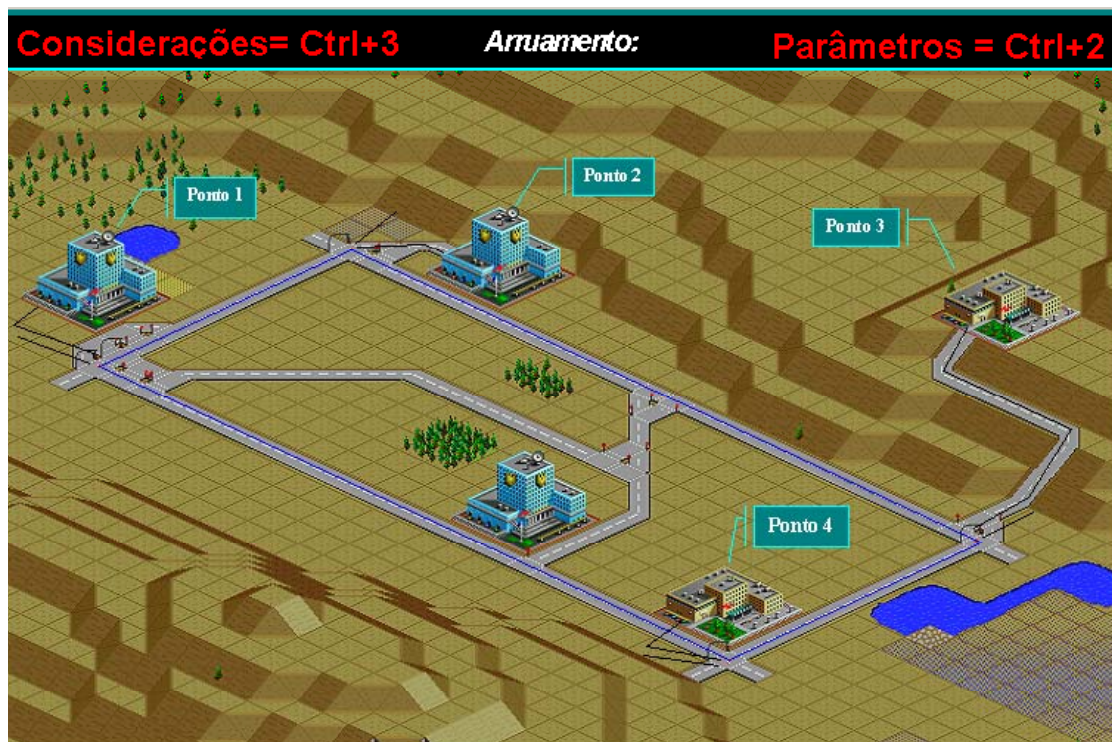 Considerações= Ctrl+3
Arruamento:
Parâmetros = Ctrl+2
Ponto 1
Ponto 2
Ponto 3
Ponto 4